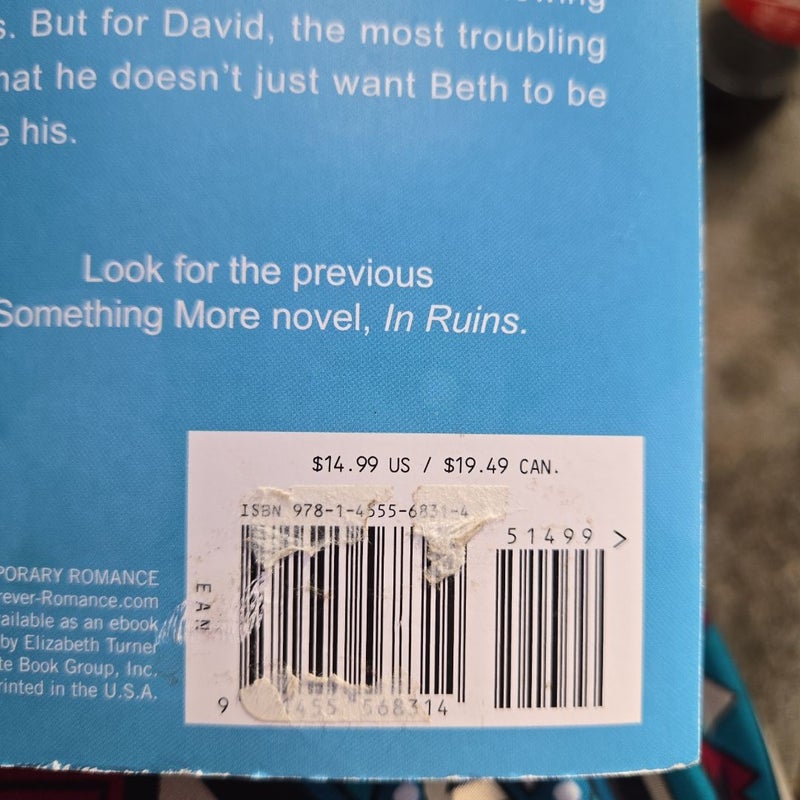 s. But for David, the most troubling
hat he doesn't just want Beth to be
e his.
Look for the previous
Something More novel, In Ruins.
$14.99 US / $19.49 CAN.
ISBN 978-1-4555-6831-4
51499 >
EAN
9 1455 568314
PORARY ROMANCE
rever-Romance.com
ailable as an ebook
by Elizabeth Turner
te Book Group, Inc.
rinted in the U.S.A.